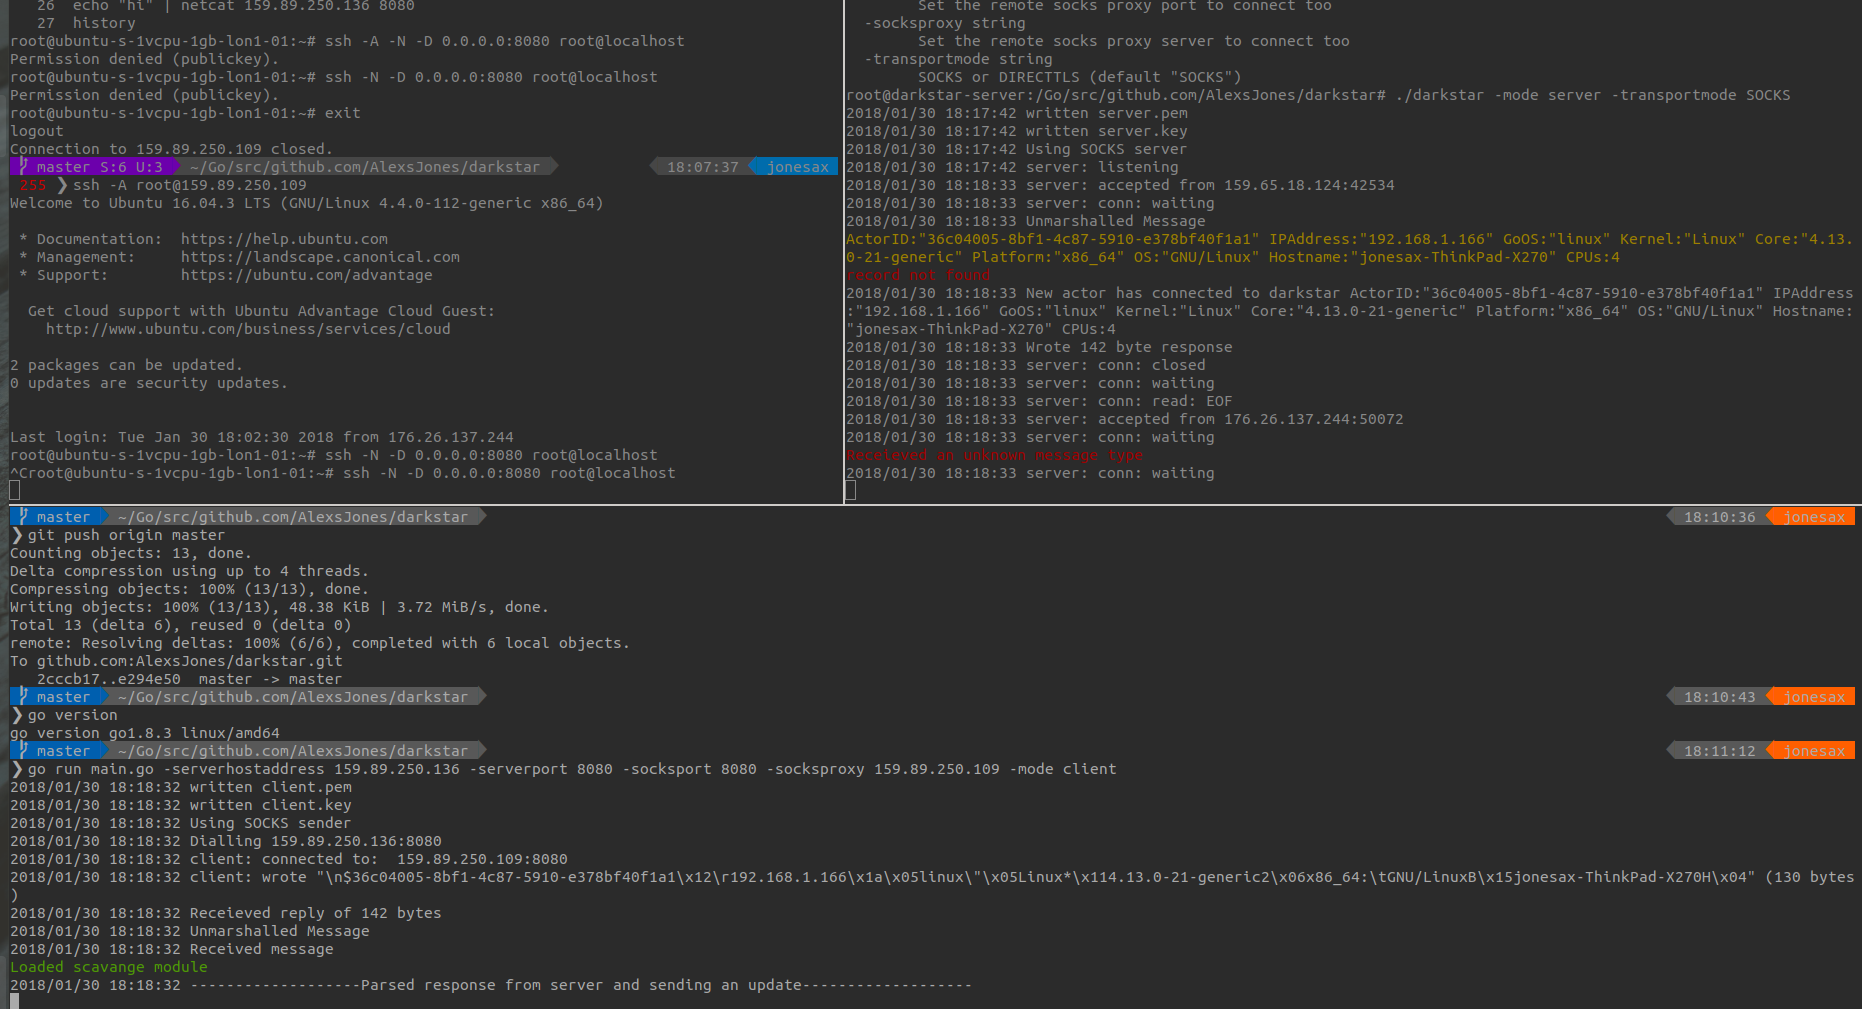 26  echo "hi" | netcat 159.89.250.136 8080
   27  history
root@ubuntu-s-1vcpu-1gb-lon1-01:~# ssh -A -N -D 0.0.0.0:8080 root@localhost
Permission denied (publickey).
root@ubuntu-s-1vcpu-1gb-lon1-01:~# ssh -N -D 0.0.0.0:8080 root@localhost
Permission denied (publickey).
root@ubuntu-s-1vcpu-1gb-lon1-01:~# exit
logout
Connection to 159.89.250.109 closed.
master S:6 U:3 ~/Go/src/github.com/AlexsJones/darkstar 18:07:37 jonesax
255 ❯ ssh -A root@159.89.250.109
Welcome to Ubuntu 16.04.3 LTS (GNU/Linux 4.4.0-112-generic x86_64)
 * Documentation:  https://help.ubuntu.com
 * Management:     https://landscape.canonical.com
 * Support:        https://ubuntu.com/advantage
  Get cloud support with Ubuntu Advantage Cloud Guest:
    http://www.ubuntu.com/business/services/cloud
2 packages can be updated.
0 updates are security updates.
Last login: Tue Jan 30 18:02:30 2018 from 176.26.137.244
root@ubuntu-s-1vcpu-1gb-lon1-01:~# ssh -N -D 0.0.0.0:8080 root@localhost
^Croot@ubuntu-s-1vcpu-1gb-lon1-01:~# ssh -N -D 0.0.0.0:8080 root@localhost
        Set the remote socks proxy port to connect too
  -socksproxy string
        Set the remote socks proxy server to connect too
  -transportmode string
        SOCKS or DIRECTTLS (default "SOCKS")
root@darkstar-server:/Go/src/github.com/AlexsJones/darkstar# ./darkstar -mode server -transportmode SOCKS
2018/01/30 18:17:42 written server.pem
2018/01/30 18:17:42 written server.key
2018/01/30 18:17:42 Using SOCKS server
2018/01/30 18:17:42 server: listening
2018/01/30 18:18:33 server: accepted from 159.65.18.124:42534
2018/01/30 18:18:33 server: conn: waiting
2018/01/30 18:18:33 Unmarshalled Message
ActorID:"36c04005-8bf1-4c87-5910-e378bf40f1a1" IPAddress:"192.168.1.166" GoOS:"linux" Kernel:"Linux" Core:"4.13.
0-21-generic" Platform:"x86_64" OS:"GNU/Linux" Hostname:"jonesax-ThinkPad-X270" CPUs:4
record not found
2018/01/30 18:18:33 New actor has connected to darkstar ActorID:"36c04005-8bf1-4c87-5910-e378bf40f1a1" IPAddress
:"192.168.1.166" GoOS:"linux" Kernel:"Linux" Core:"4.13.0-21-generic" Platform:"x86_64" OS:"GNU/Linux" Hostname:
"jonesax-ThinkPad-X270" CPUs:4
2018/01/30 18:18:33 Wrote 142 byte response
2018/01/30 18:18:33 server: conn: closed
2018/01/30 18:18:33 server: conn: waiting
2018/01/30 18:18:33 server: conn: read: EOF
2018/01/30 18:18:33 server: accepted from 176.26.137.244:50072
2018/01/30 18:18:33 server: conn: waiting
Receieved an unknown message type
2018/01/30 18:18:33 server: conn: waiting
master ~/Go/src/github.com/AlexsJones/darkstar 18:10:36 jonesax
❯ git push origin master
Counting objects: 13, done.
Delta compression using up to 4 threads.
Compressing objects: 100% (13/13), done.
Writing objects: 100% (13/13), 48.38 KiB | 3.72 MiB/s, done.
Total 13 (delta 6), reused 0 (delta 0)
remote: Resolving deltas: 100% (6/6), completed with 6 local objects.
To github.com:AlexsJones/darkstar.git
   2cccb17..e294e50  master -> master
master ~/Go/src/github.com/AlexsJones/darkstar 18:10:43 jonesax
❯ go version
go version go1.8.3 linux/amd64
master ~/Go/src/github.com/AlexsJones/darkstar 18:11:12 jonesax
❯ go run main.go -serverhostaddress 159.89.250.136 -serverport 8080 -socksport 8080 -socksproxy 159.89.250.109 -mode client
2018/01/30 18:18:32 written client.pem
2018/01/30 18:18:32 written client.key
2018/01/30 18:18:32 Using SOCKS sender
2018/01/30 18:18:32 Dialling 159.89.250.136:8080
2018/01/30 18:18:32 client: connected to:  159.89.250.109:8080
2018/01/30 18:18:32 client: wrote "\n$36c04005-8bf1-4c87-5910-e378bf40f1a1\x12\r192.168.1.166\x1a\x05linux\"\x05Linux*\x114.13.0-21-generic2\x06x86_64:\tGNU/LinuxB\x15jonesax-ThinkPad-X270H\x04" (130 bytes
)
2018/01/30 18:18:32 Receieved reply of 142 bytes
2018/01/30 18:18:32 Unmarshalled Message
2018/01/30 18:18:32 Received message
Loaded scavange module
2018/01/30 18:18:32 -------------------Parsed response from server and sending an update-------------------